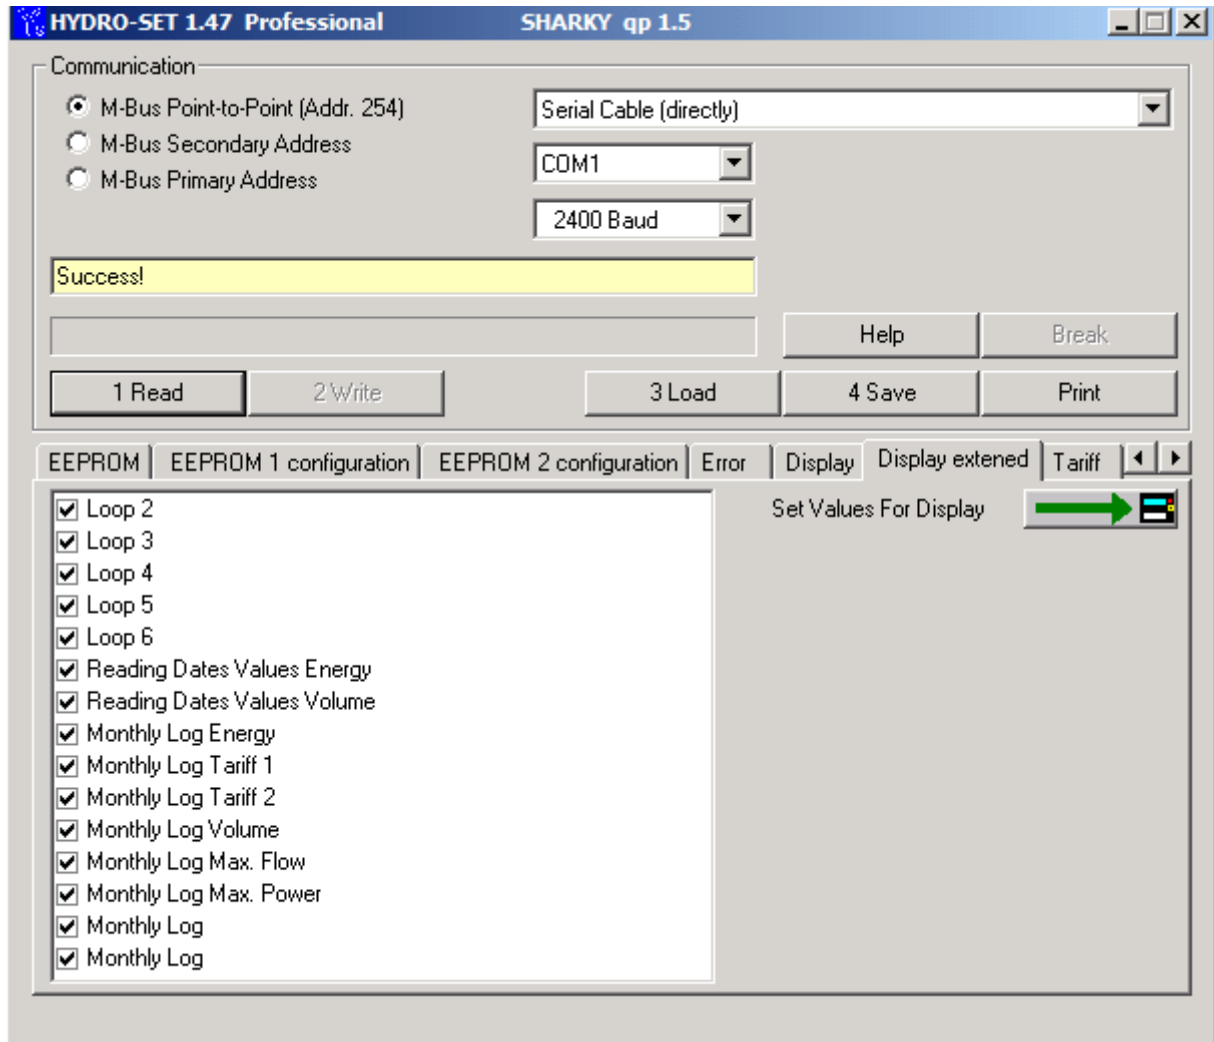 HYDRO-SET 1.47 Professional SHARKY qp 1.5
Communication
M-Bus Point-to-Point (Addr. 254)
Serial Cable (directly)
M-Bus Secondary Address
COM1
M-Bus Primary Address
2400 Baud
Success!
Help Break
1 Read 2 Write 3 Load 4 Save Print
EEPROM EEPROM 1 configuration EEPROM 2 configuration Error Display Display extened Tariff
Loop 2
Set Values For Display
Loop 3
Loop 4
Loop 5
Loop 6
Reading Dates Values Energy
Reading Dates Values Volume
Monthly Log Energy
Monthly Log Tariff 1
Monthly Log Tariff 2
Monthly Log Volume
Monthly Log Max. Flow
Monthly Log Max. Power
Monthly Log
Monthly Log